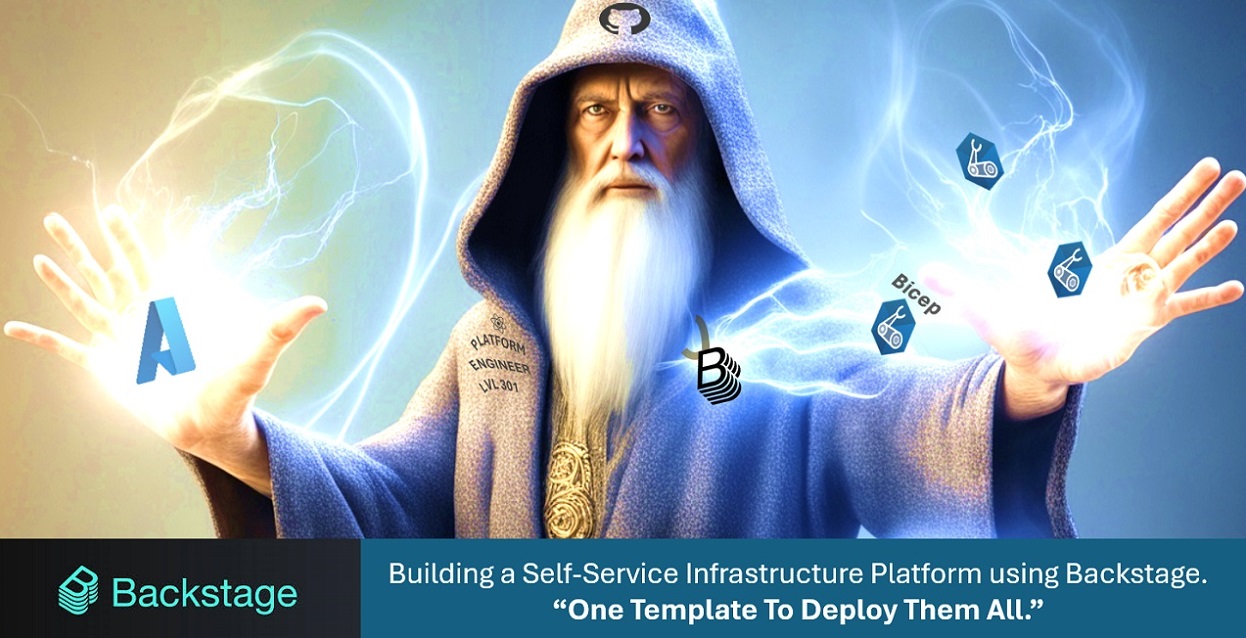 Bicep
PLATFORM
ENGINEER
LVL 301
B
Backstage
Building a Self-Service Infrastructure Platform using Backstage.
“One Template To Deploy Them All.”